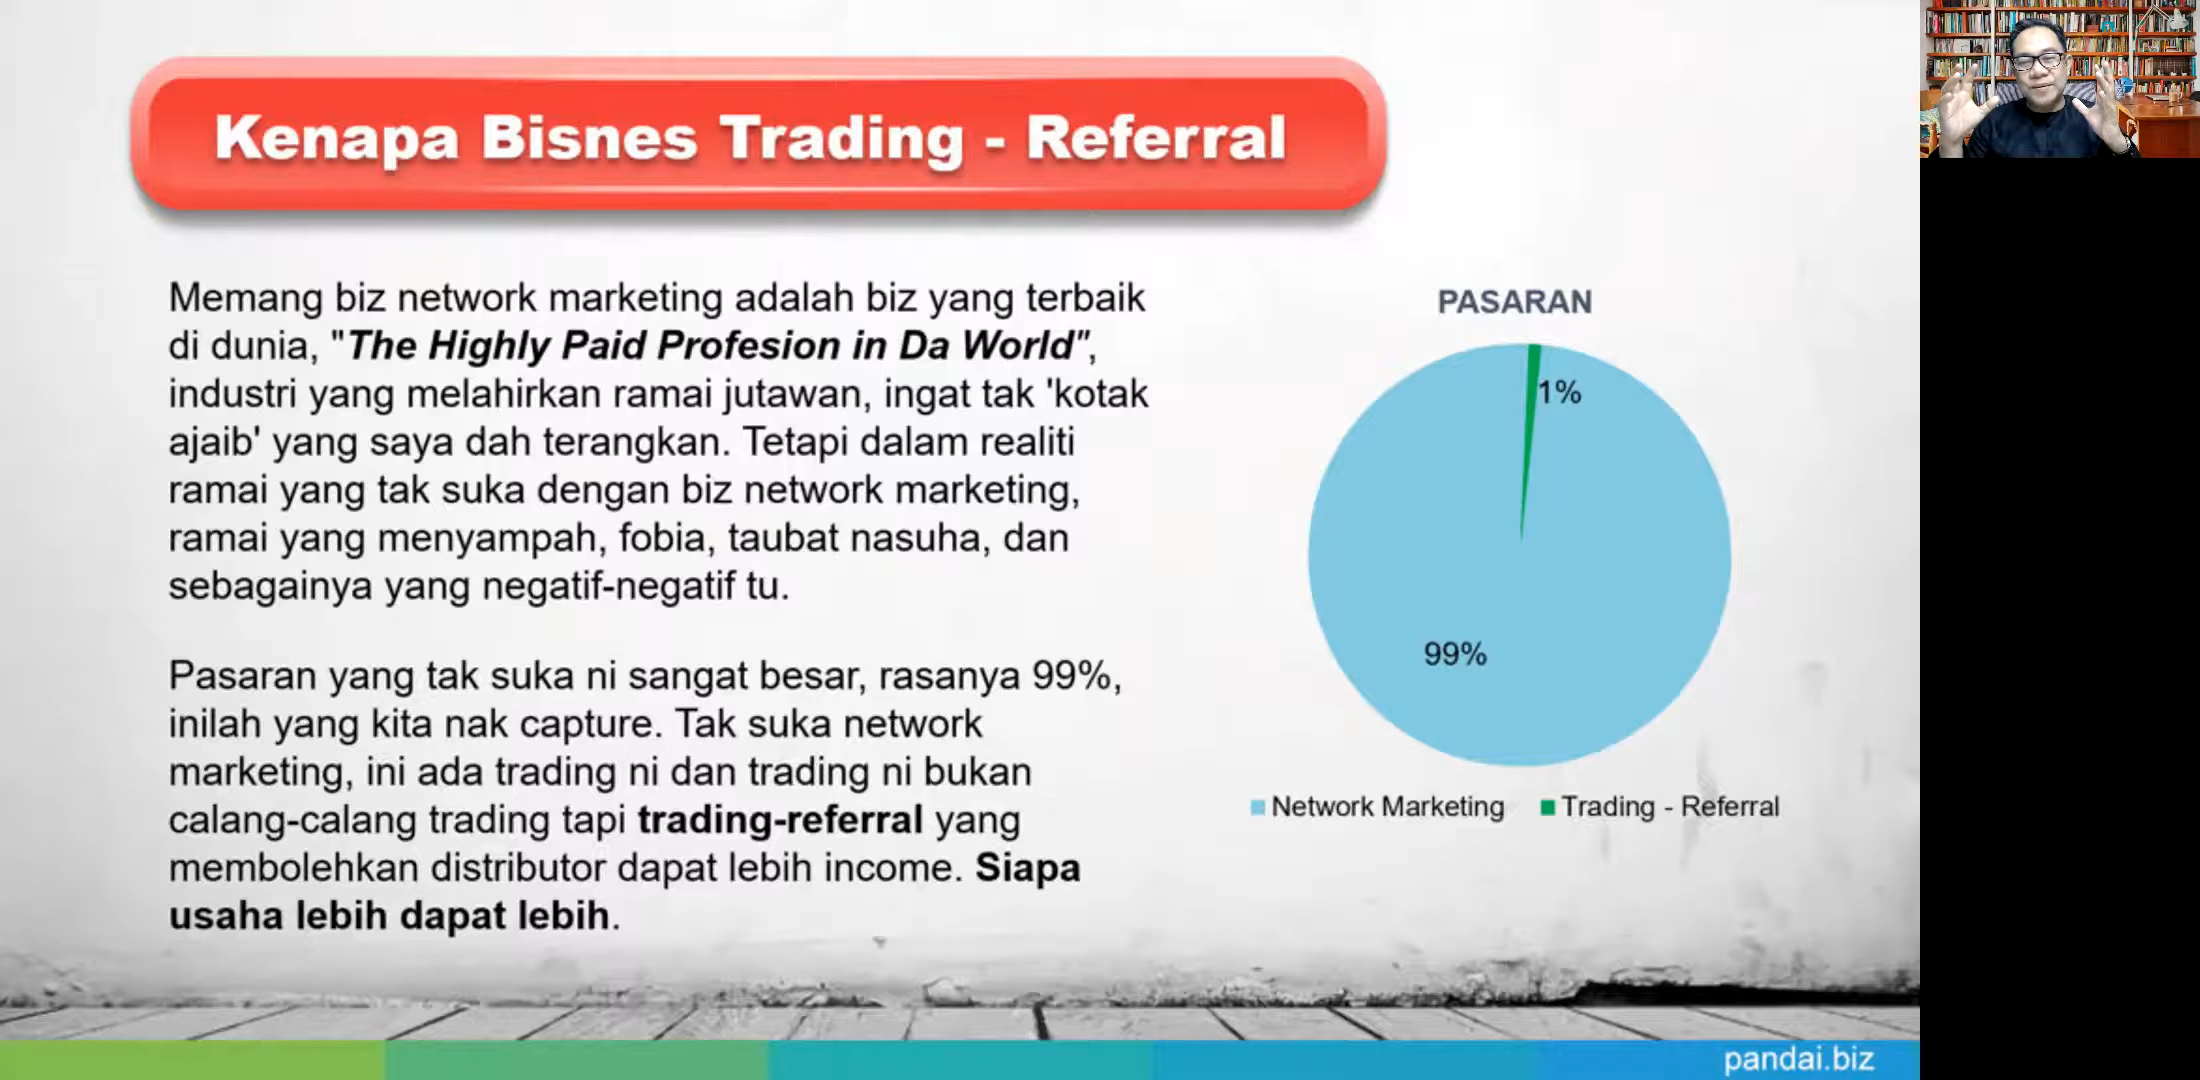 Kenapa Bisnes Trading - Referral
Memang biz network marketing adalah biz yang terbaik
di dunia, "The Highly Paid Profesion in Da World",
industri yang melahirkan ramai jutawan, ingat tak 'kotak
ajaib' yang saya dah terangkan. Tetapi dalam realiti
ramai yang tak suka dengan biz network marketing,
ramai yang menyampah, fobia, taubat nasuha, dan
sebagainya yang negatif-negatif tu.
Pasaran yang tak suka ni sangat besar, rasanya 99%,
inilah yang kita nak capture. Tak suka network
marketing, ini ada trading ni dan trading ni bukan
calang-calang trading tapi trading-referral yang
membolehkan distributor dapat lebih income. Siapa
usaha lebih dapat lebih.
PASARAN
1%
99%
Network Marketing
Trading - Referral
pandai.biz